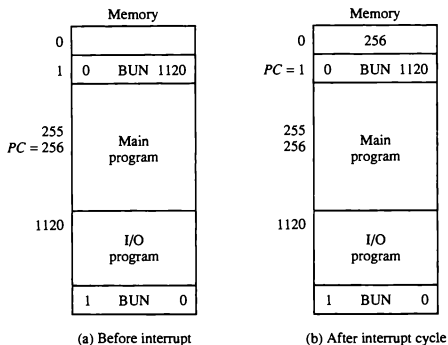 Memory
0
1 0 BUN 1120
255
PC = 256
Main
program
1120
I/O
program
1 BUN 0
(a) Before interrupt
Memory
0 256
PC = 1 0 BUN 1120
255
256
Main
program
1120
I/O
program
1 BUN 0
(b) After interrupt cycle